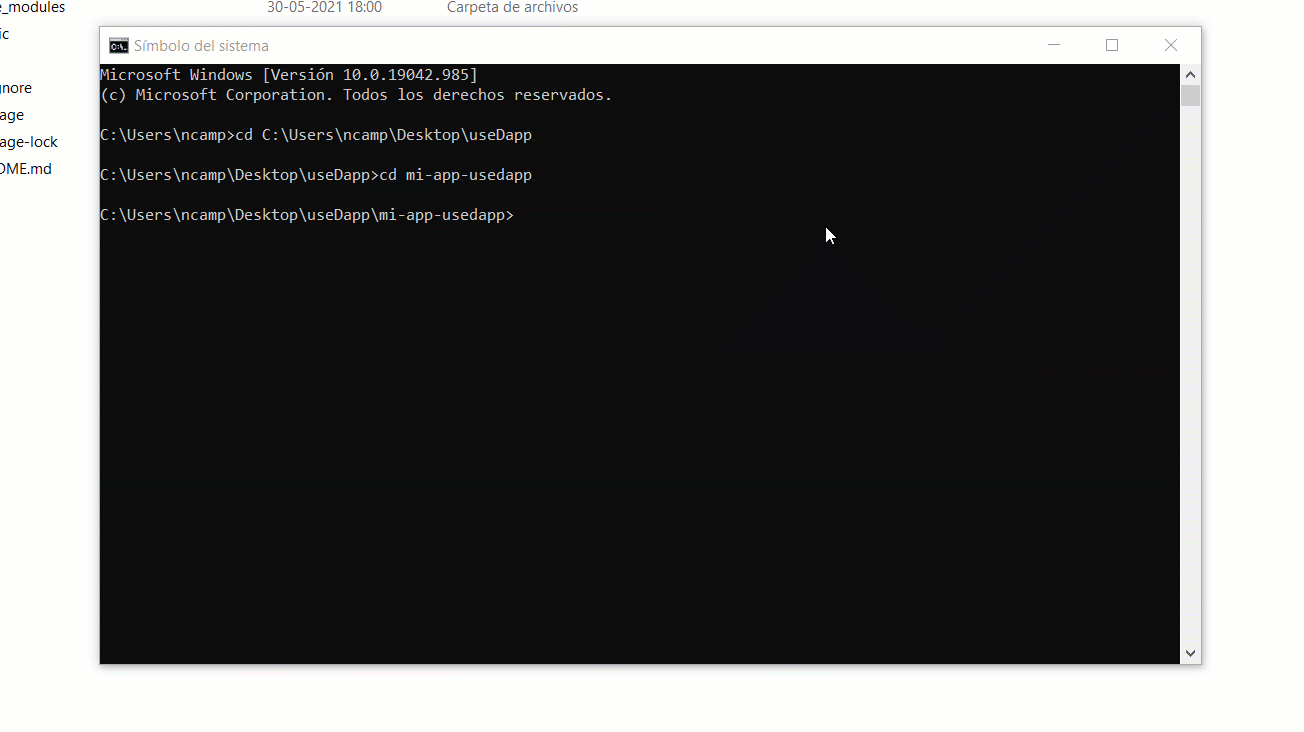 e_modules 30-05-2021 18:00 Carpeta de archivos
ic
gnore
age
age-lock
OME.md
Símbolo del sistema
Microsoft Windows [Versión 10.0.19042.985]
(c) Microsoft Corporation. Todos los derechos reservados.
C:\Users\ncamp>cd C:\Users\ncamp\Desktop\useDapp
C:\Users\ncamp\Desktop\useDapp>cd mi-app-usedapp
C:\Users\ncamp\Desktop\useDapp\mi-app-usedapp>